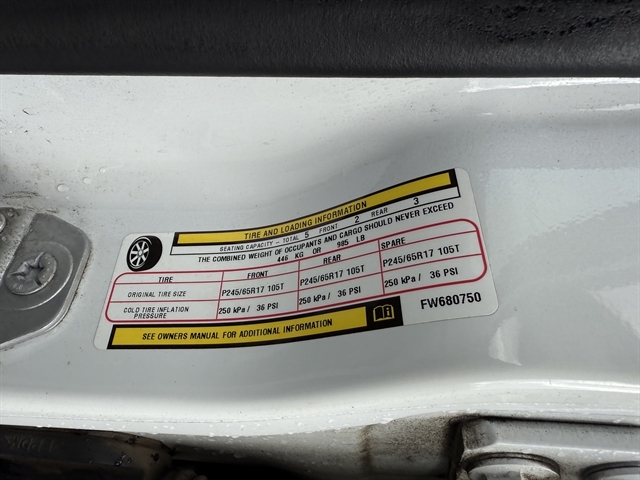 TIRE AND LOADING INFORMATION
SEATING CAPACITY - TOTAL 5 FRONT 2 REAR 3
THE COMBINED WEIGHT OF OCCUPANTS AND CARGO SHOULD NEVER EXCEED
446 KG OR 985 LB
TIRE FRONT REAR SPARE
ORIGINAL TIRE SIZE P245/65R17 105T P245/65R17 105T P245/65R17 105T
COLD TIRE INFLATION PRESSURE 250 kPa / 36 PSI 250 kPa / 36 PSI 250 kPa / 36 PSI
SEE OWNERS MANUAL FOR ADDITIONAL INFORMATION
FW680750